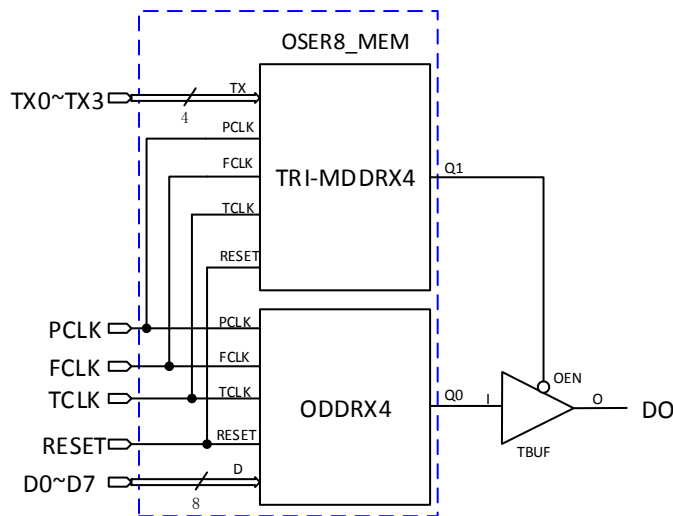 OSER8_MEM
TX0~TX3
4
TX
PCLK
FCLK
TRI-MDDRX4
Q1
TCLK
RESET
PCLK
PCLK
FCLK
FCLK
OEN
TCLK
TCLK
ODDRX4
Q0
I
O
DO
RESET
RESET
TBUF
D0~D7
8
D